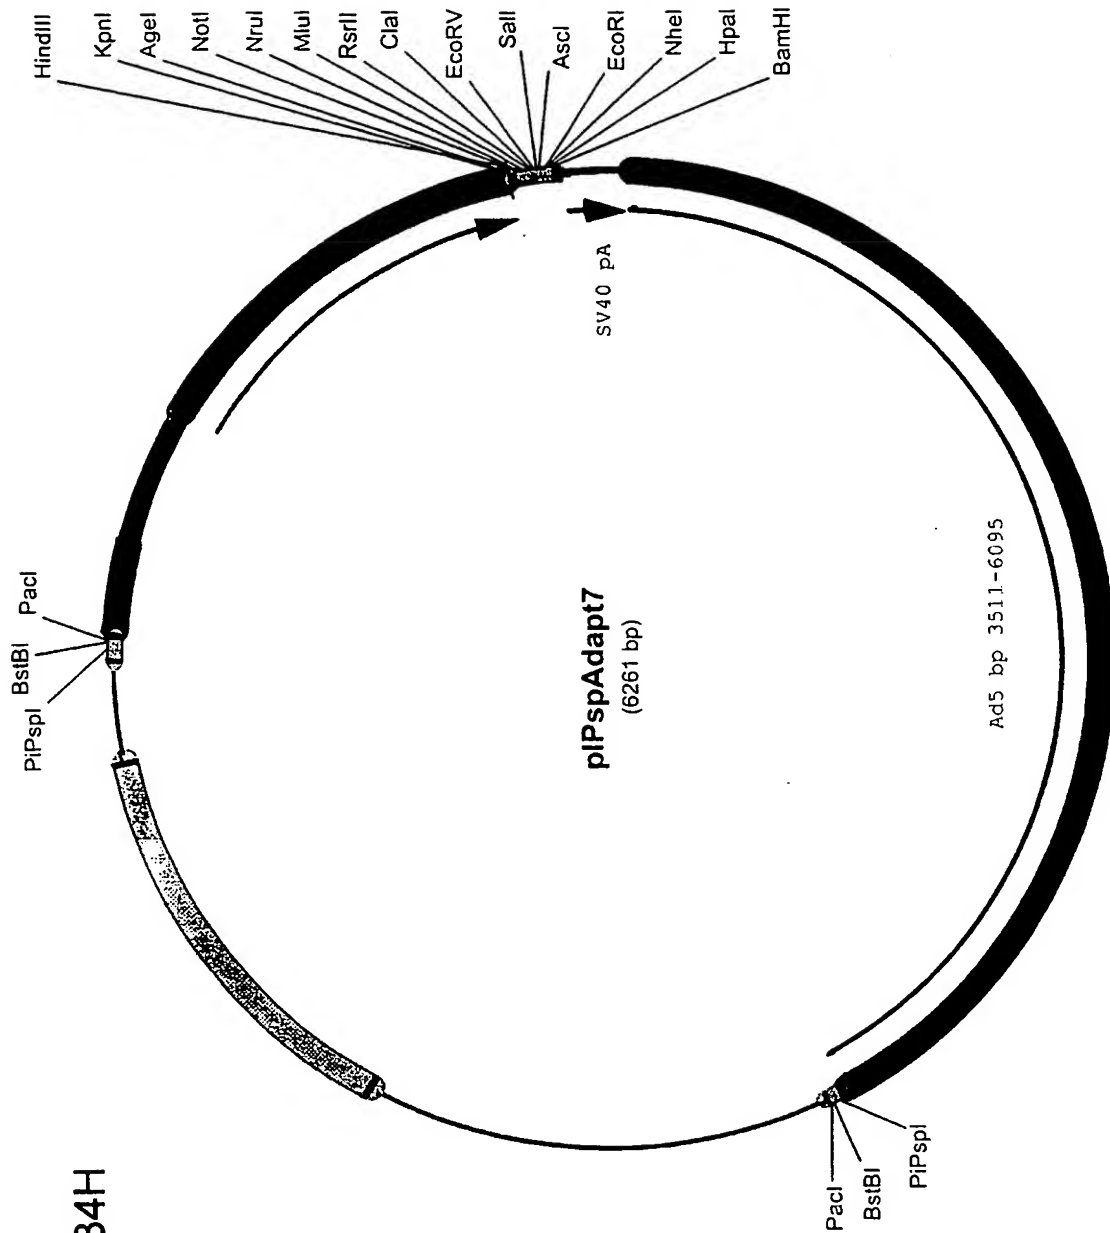 HindIII
KpnI
AgeI
NotI
NruI
MluI
RsrII
ClaI
EcoRV
SalI
AscI
EcoRI
NheI
HpaI
BamHI
PacI
BstBI
PiPspI
SV40 pA
pIPspAdapt7
(6261 bp)
Ad5 bp 3511-6095
PacI
BstBI
PiPspI
34H